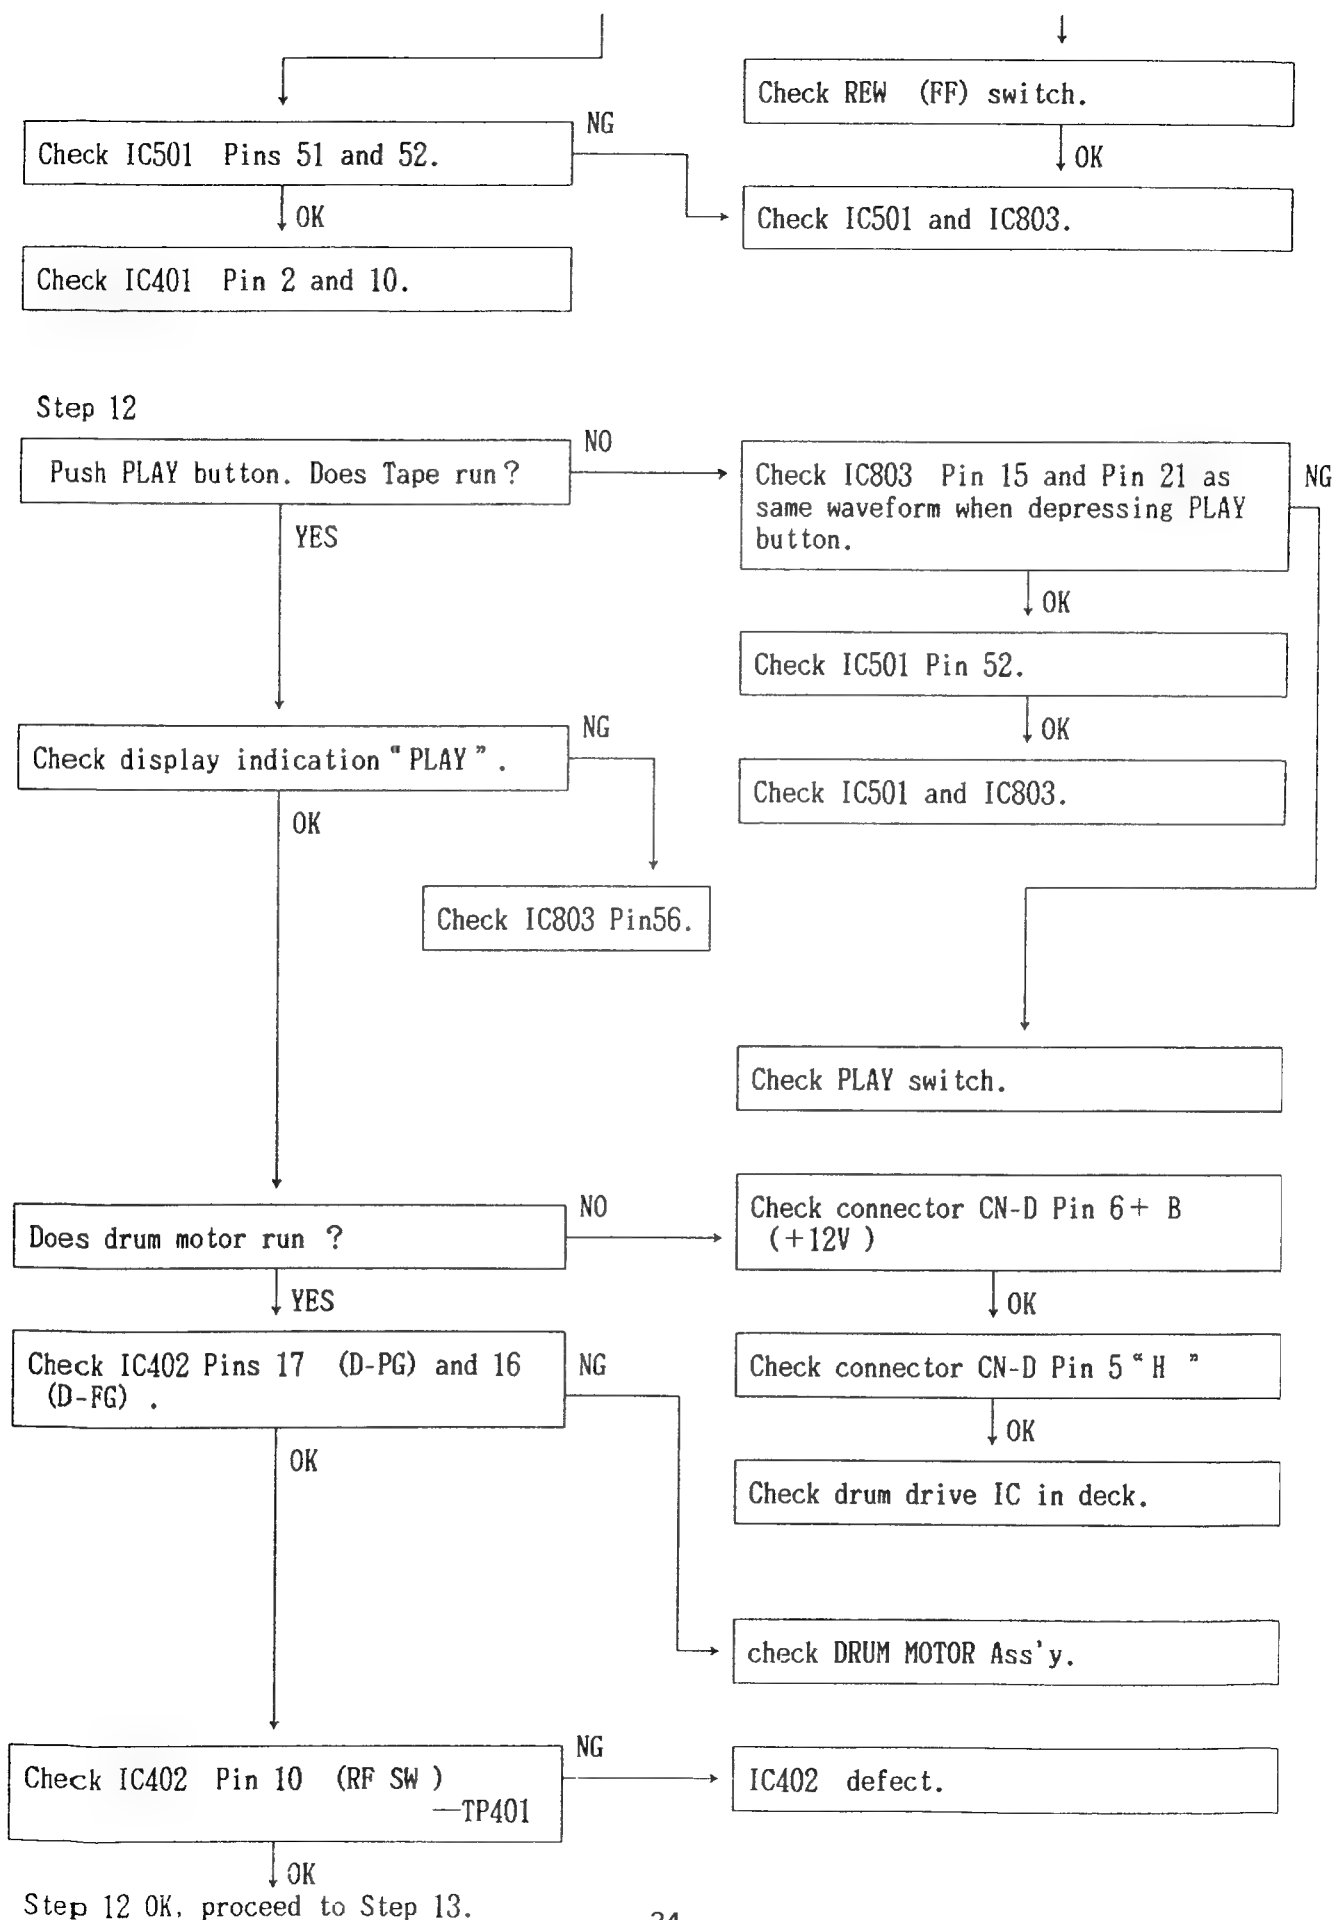 Check REW (FF) switch.
NG
Check IC501 Pins 51 and 52.
OK
OK
Check IC501 and IC803.
Check IC401 Pin 2 and 10.
Step 12
NO
Push PLAY button. Does Tape run?
Check IC803 Pin 15 and Pin 21 as
same waveform when depressing PLAY
button.
NG
YES
OK
Check IC501 Pin 52.
OK
NG
Check display indication "PLAY".
Check IC501 and IC803.
OK
Check IC803 Pin56.
Check PLAY switch.
NO
Does drum motor run ?
Check connector CN-D Pin 6+ B
(+12V )
YES
OK
Check IC402 Pins 17 (D-PG) and 16
(D-FG) .
NG
Check connector CN-D Pin 5 "H "
OK
OK
Check drum drive IC in deck.
check DRUM MOTOR Ass'y.
NG
Check IC402 Pin 10 (RF SW )
—TP401
IC402 defect.
OK
Step 12 OK, proceed to Step 13.